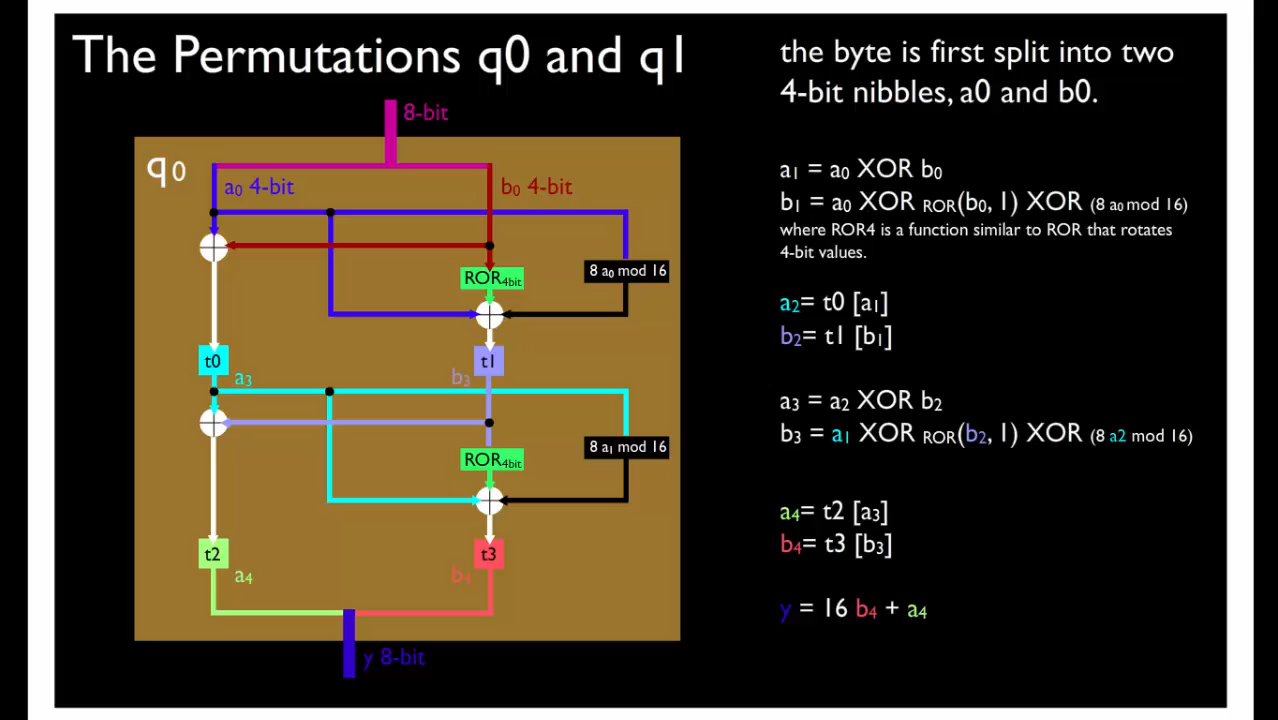 The Permutations q0 and q1
8-bit
q0
a0 4-bit
b0 4-bit
ROR4bit
8 a0 mod 16
t0
t1
a3
b3
ROR4bit
8 a1 mod 16
t2
t3
a4
b4
y 8-bit
the byte is first split into two
4-bit nibbles, a0 and b0.
a1 = a0 XOR b0
b1 = a0 XOR ROR(b0, 1) XOR (8 a0 mod 16)
where ROR4 is a function similar to ROR that rotates
4-bit values.
a2= t0 [a1]
b2= t1 [b1]
a3 = a2 XOR b2
b3 = a1 XOR ROR(b2, 1) XOR (8 a2 mod 16)
a4= t2 [a3]
b4= t3 [b3]
y = 16 b4 + a4